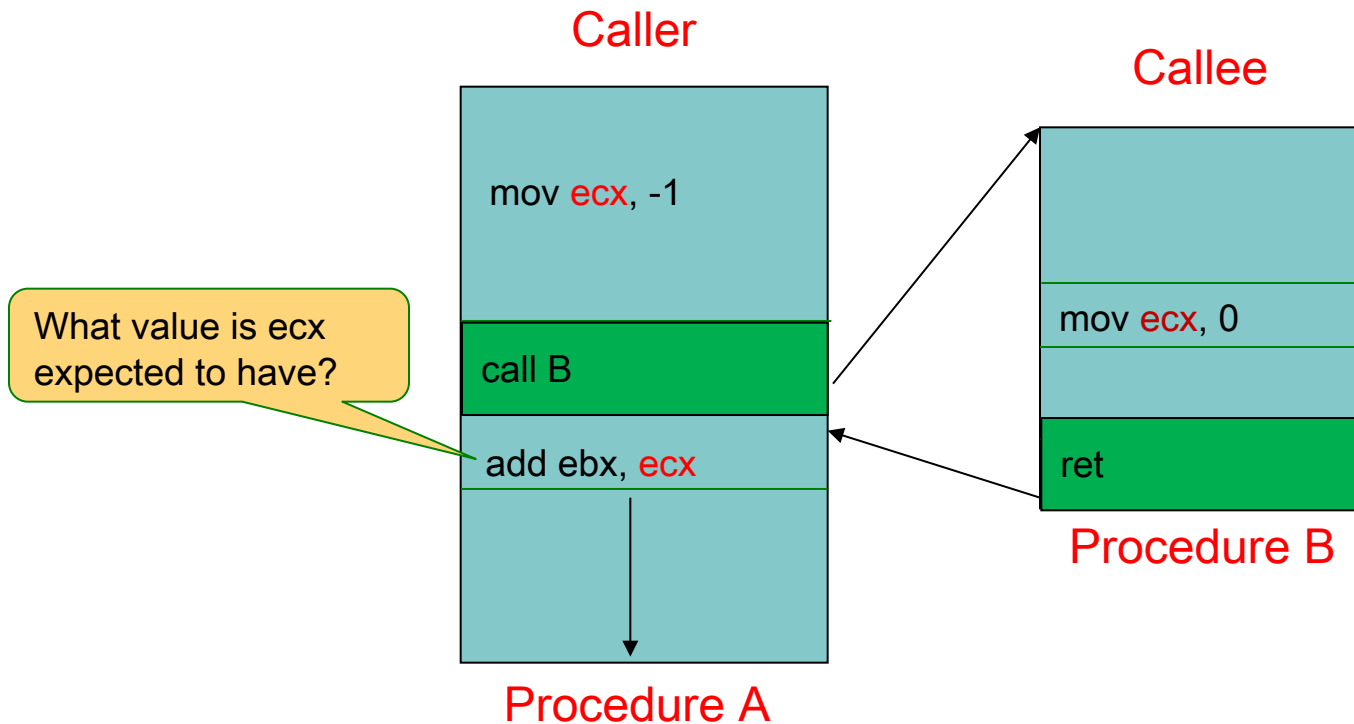 Caller
Callee
mov ecx, -1
What value is ecx
expected to have?
mov ecx, 0
call B
add ebx, ecx
ret
Procedure B
Procedure A